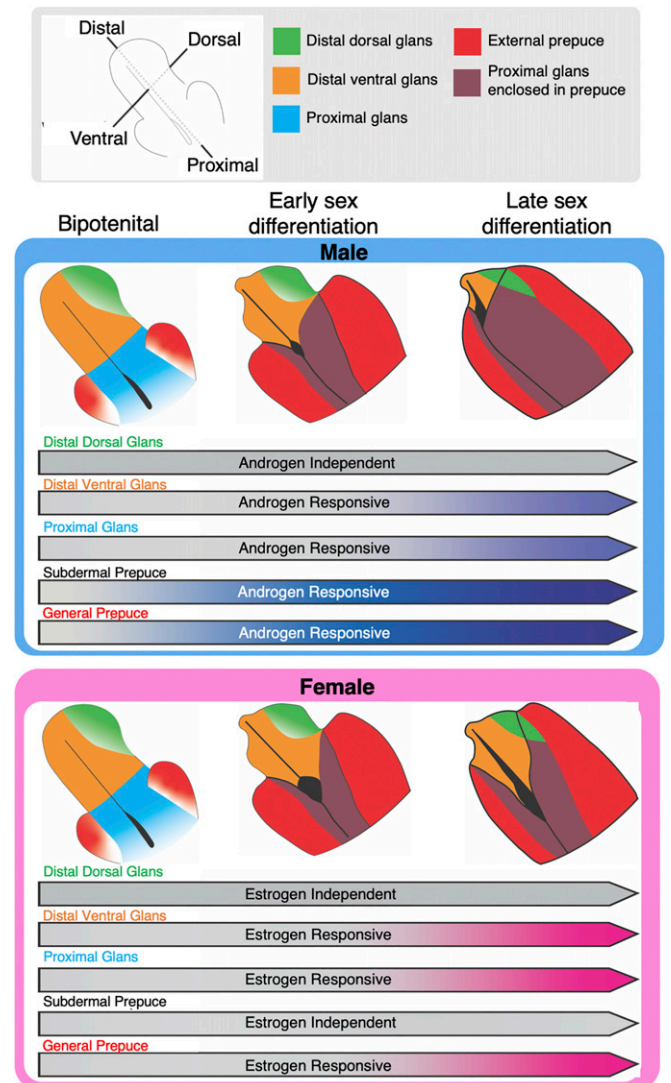 Distal
Dorsal
Ventral
Proximal
Distal dorsal glans
Distal ventral glans
Proximal glans
External prepuce
Proximal glans
enclosed in prepuce
Bipotenital
Early sex
differentiation
Late sex
differentiation
Male
Distal Dorsal Glans
Androgen Independent
Distal Ventral Glans
Androgen Responsive
Proximal Glans
Androgen Responsive
Subdermal Prepuce
Androgen Responsive
General Prepuce
Androgen Responsive
Female
Distal Dorsal Glans
Estrogen Independent
Distal Ventral Glans
Estrogen Responsive
Proximal Glans
Estrogen Responsive
Subdermal Prepuce
Estrogen Independent
General Prepuce
Estrogen Responsive